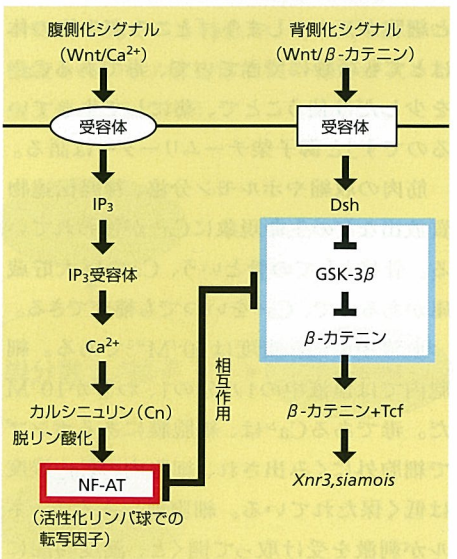 腹側化シグナル
(Wnt/Ca²⁺)
受容体
IP₃
IP₃受容体
Ca²⁺
カルシニュリン(Cn)
脱リン酸化
NF-AT
(活性化リンパ球での
転写因子)
相互作用
背側化シグナル
(Wnt/β-カテニン)
受容体
Dsh
GSK-3β
β-カテニン
β-カテニン+Tcf
Xnr3,siamois